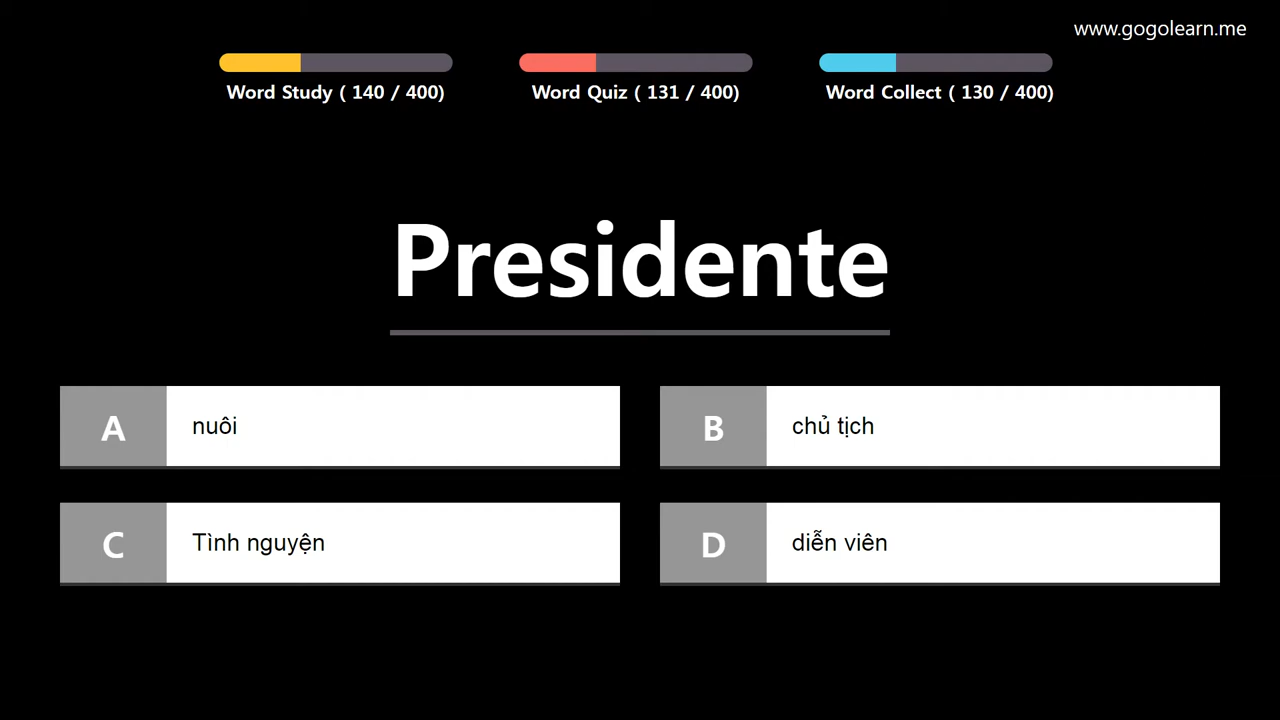 www.gogolearn.me
Word Study ( 140 / 400)
Word Quiz ( 131 / 400)
Word Collect ( 130 / 400)
Presidente
A nuôi
B chủ tịch
C Tình nguyện
D diễn viên